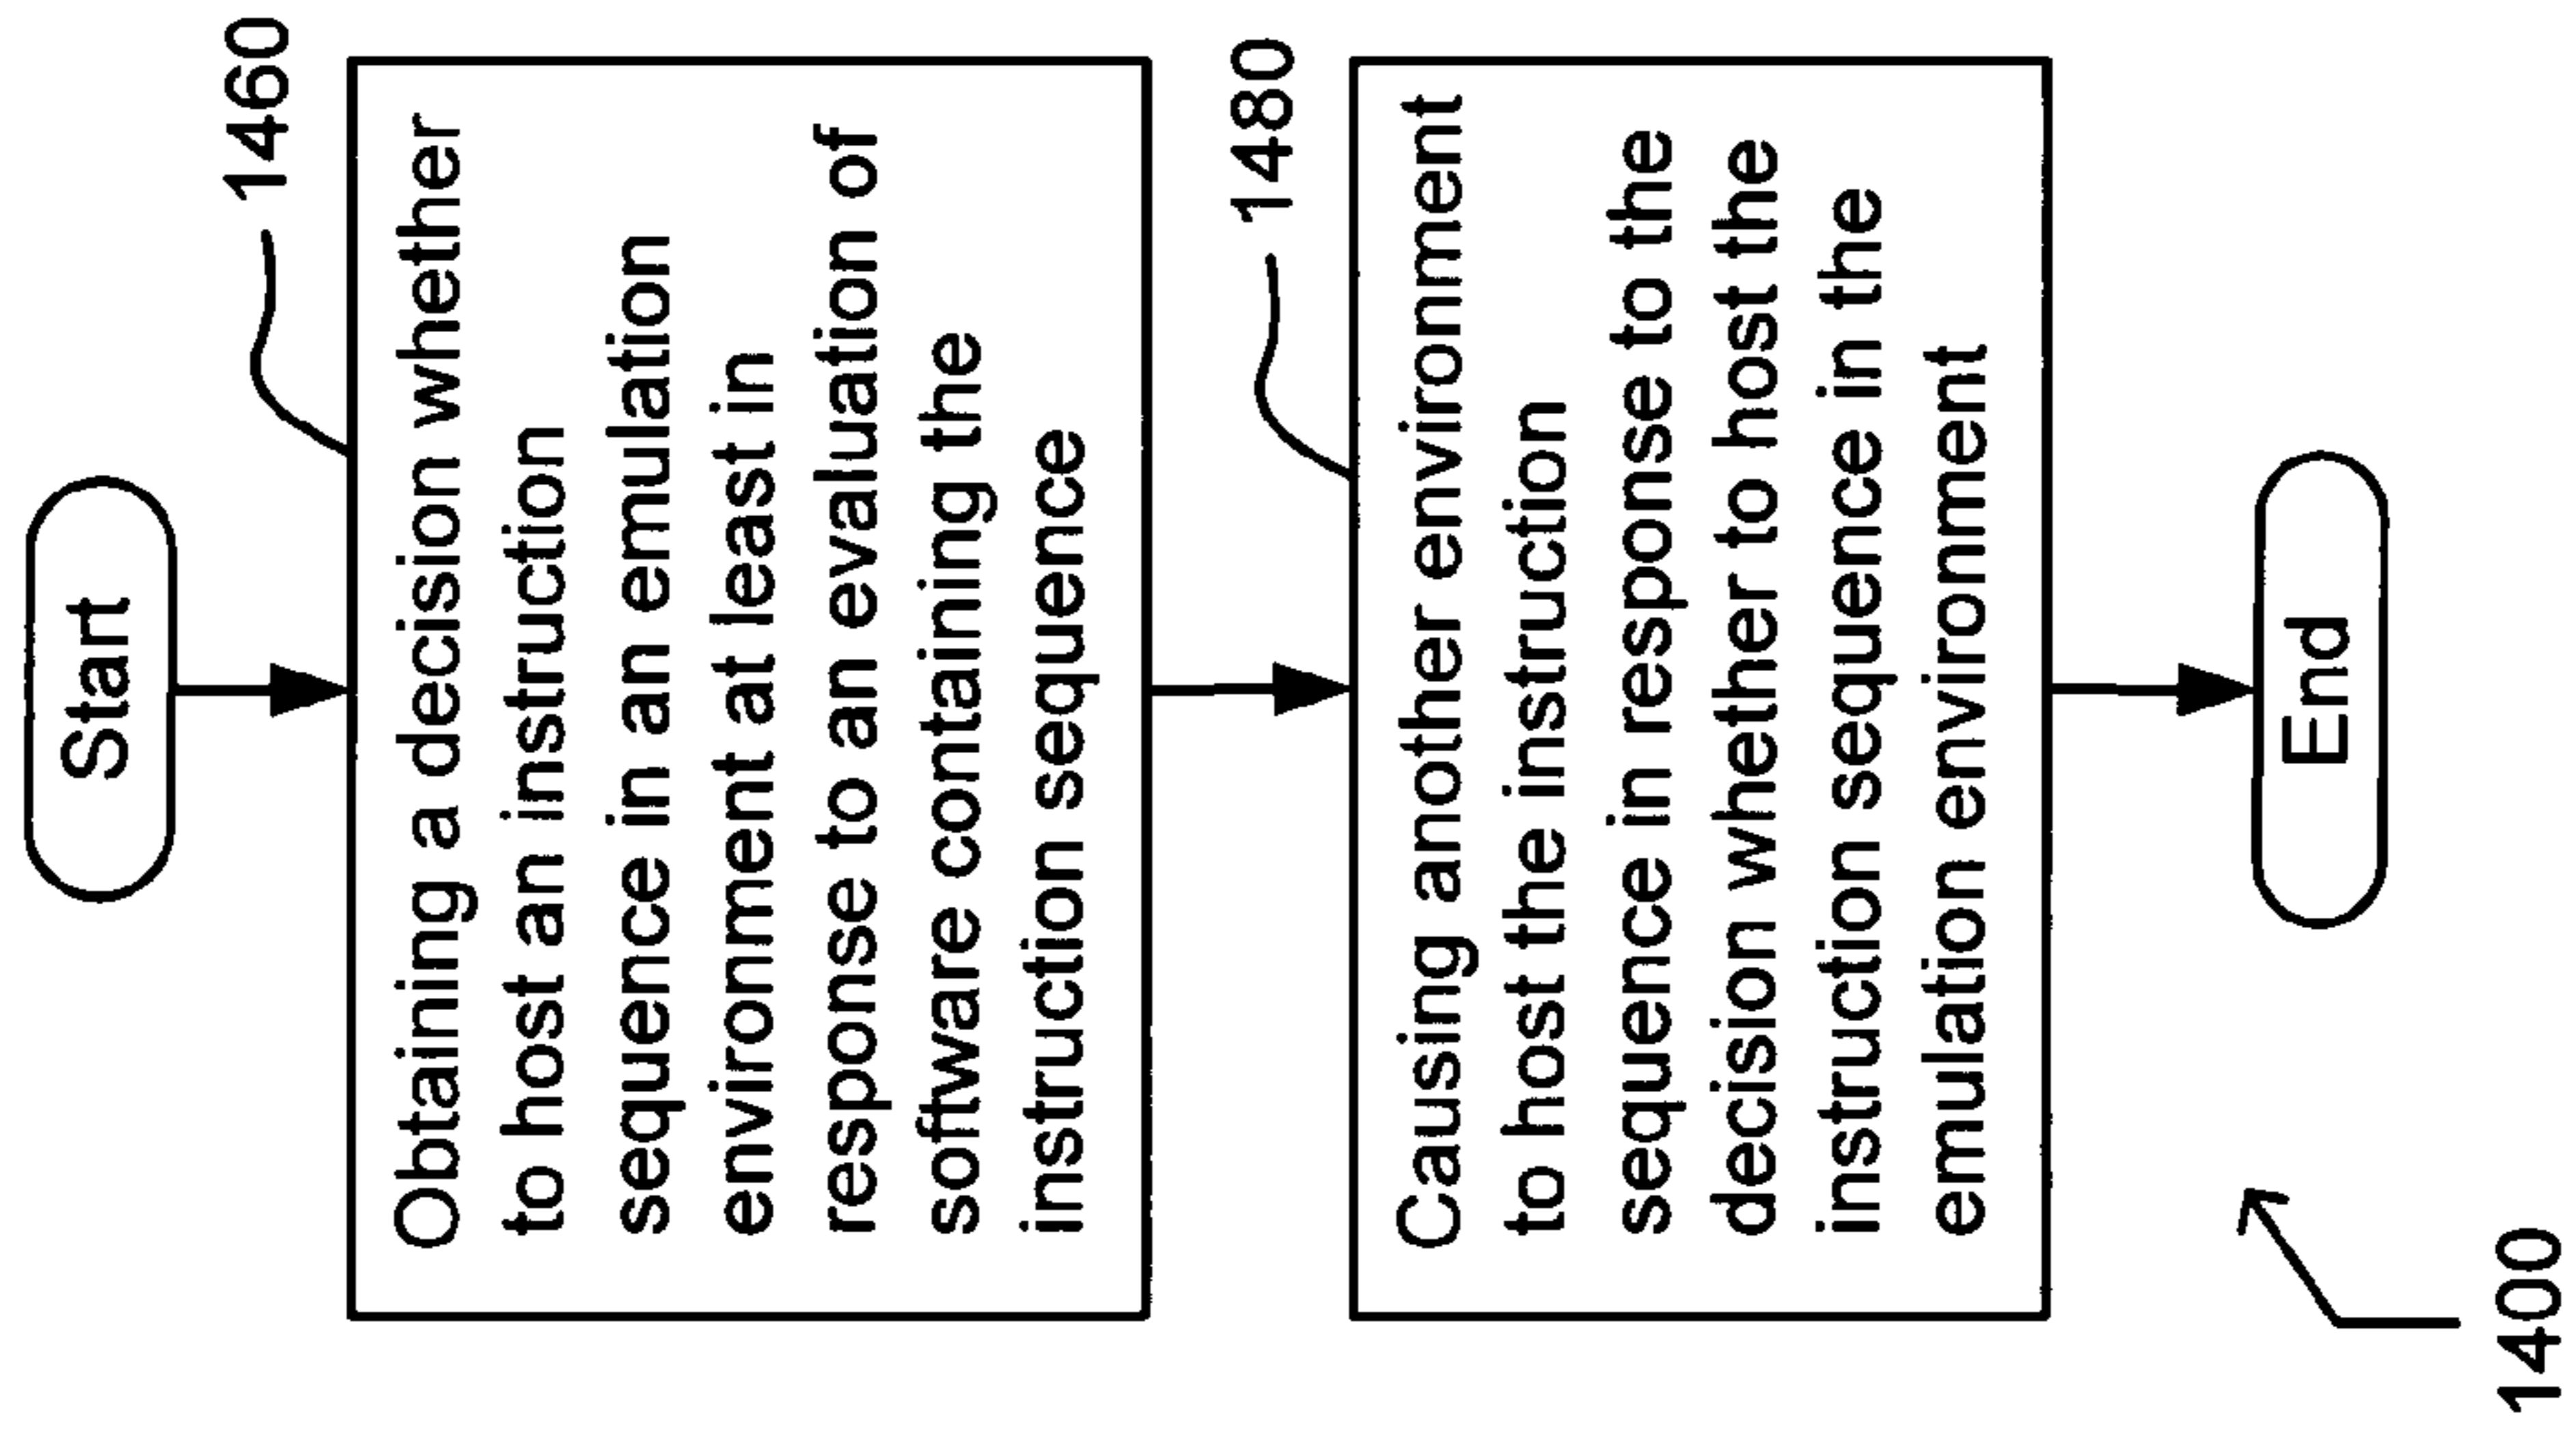 Start
1460
Obtaining a decision whether
to host an instruction
sequence in an emulation
environment at least in
response to an evaluation of
software containing the
instruction sequence
1480
Causing another environment
to host the instruction
sequence in response to the
decision whether to host the
instruction sequence in the
emulation environment
End
1400